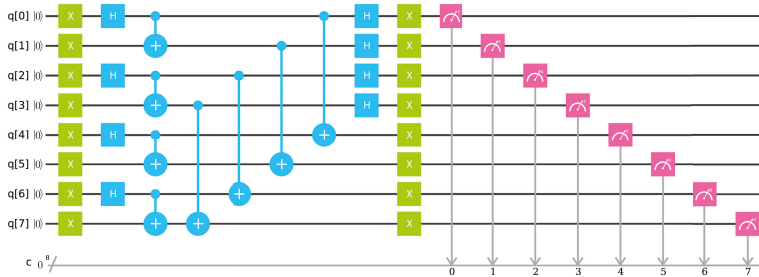 q[0] |0⟩ X H H X
q[1] |0⟩ X H X
q[2] |0⟩ X H H X
q[3] |0⟩ X H X
q[4] |0⟩ X H X
q[5] |0⟩ X X
q[6] |0⟩ X H X
q[7] |0⟩ X X
c 0 8
0 1 2 3 4 5 6 7